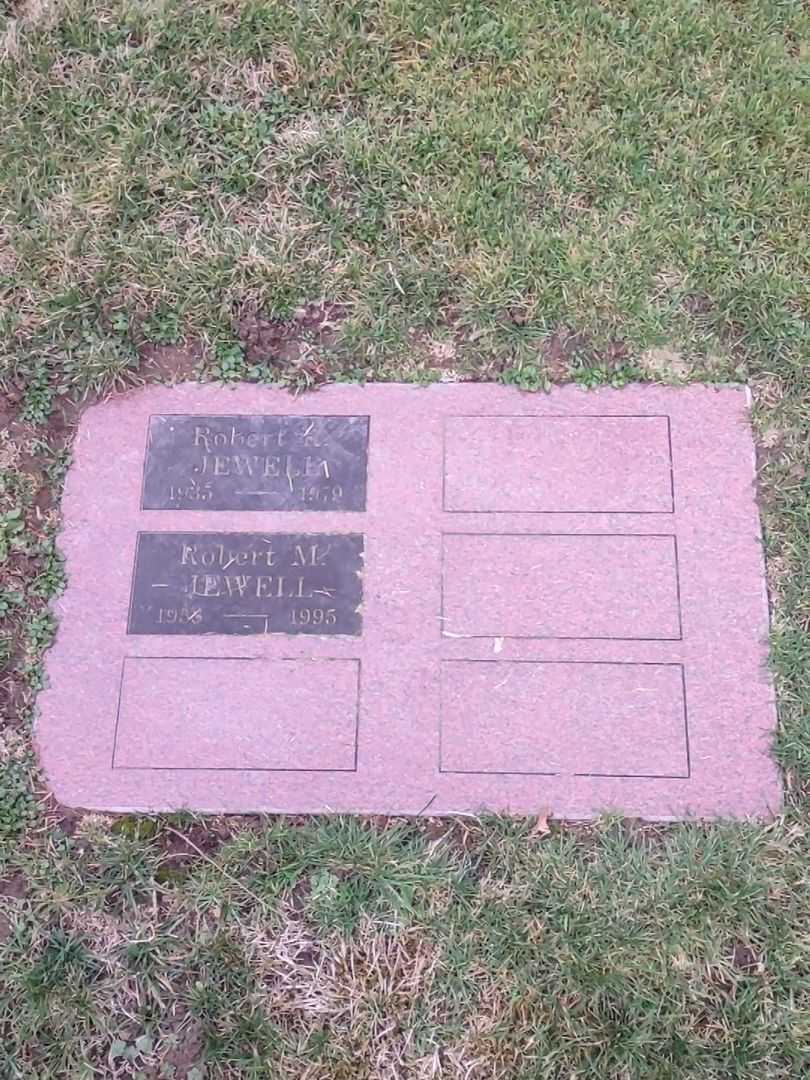 Robert R.
JEWELL
1935 — 1979
Robert M.
JEWELL
— 1995